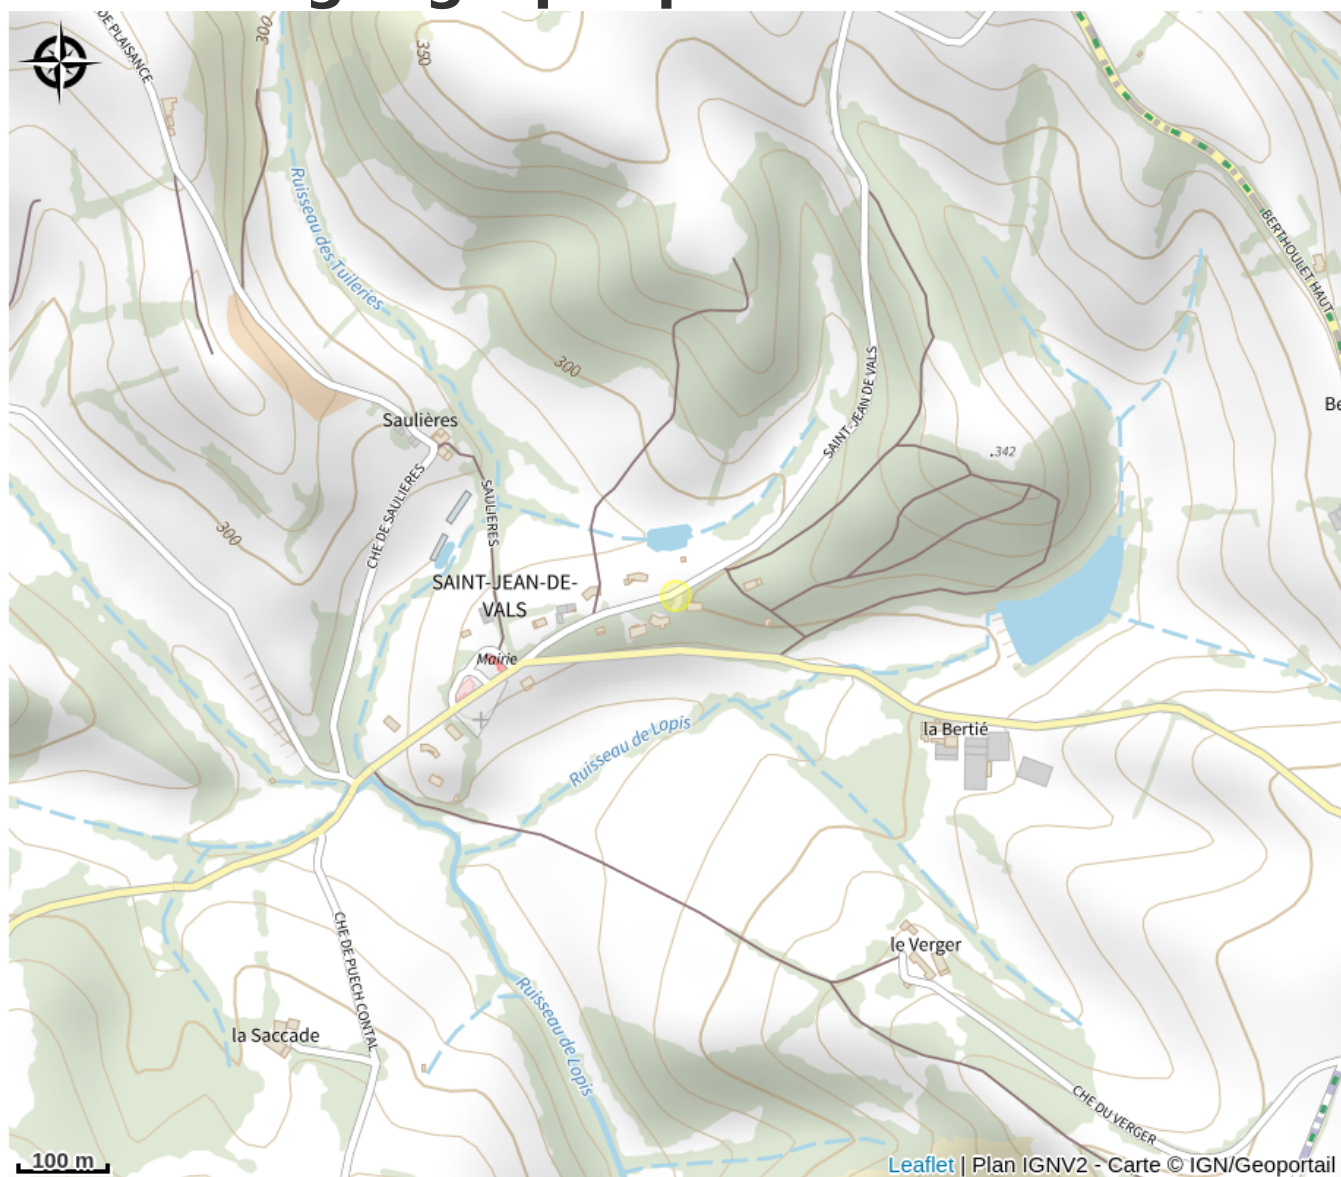 DE PLAISANCE
300
350
Ruisseau des Tuileries
BERTHOULET HAUT
300
SAINT-JEAN DE VALS
Be
Saulières
.342
CHE DE SAULIERES
SAULIERES
300
SAINT-JEAN-DE-
VALS
Mairie
Ruisseau de Lopis
la Bertié
CHE DE PUECH CONTAL
le Verger
la Saccade
Ruisseau de Lopis
CHE DU VERGER
100 m
Leaflet | Plan IGNV2 - Carte © IGN/Geoportail